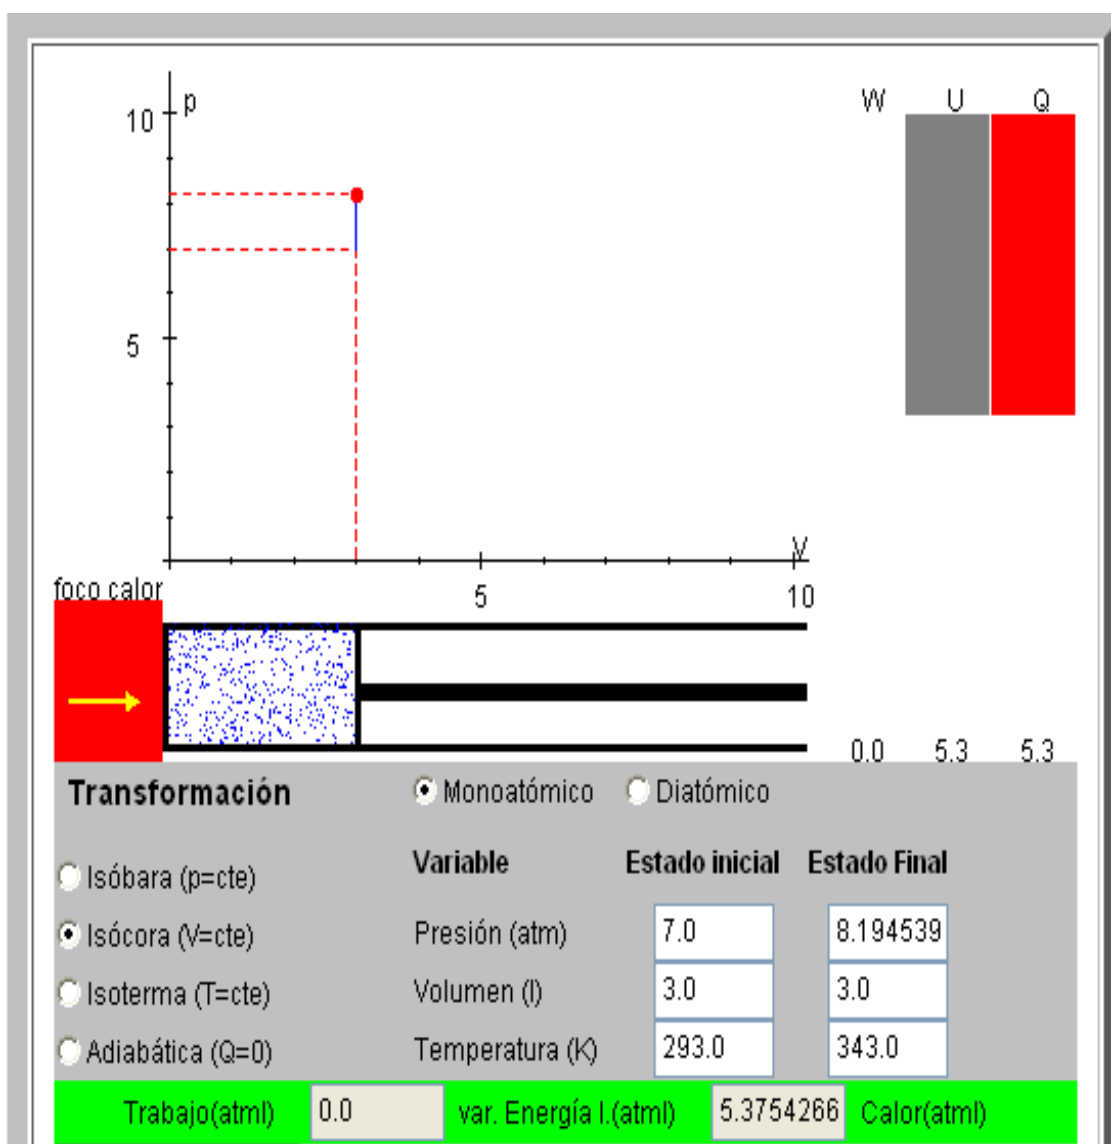 p
10
5
V
5
10
W U Q
foco calor
0.0 5.3 5.3
Transformación
Monoatómico Diatómico
Isóbara (p=cte)
Isócora (V=cte)
Isoterma (T=cte)
Adiabática (Q=0)
Variable Estado inicial Estado Final
Presión (atm) 7.0 8.194539
Volumen (l) 3.0 3.0
Temperatura (K) 293.0 343.0
Trabajo(atml) 0.0 var. Energía I.(atml) 5.3754266 Calor(atml)